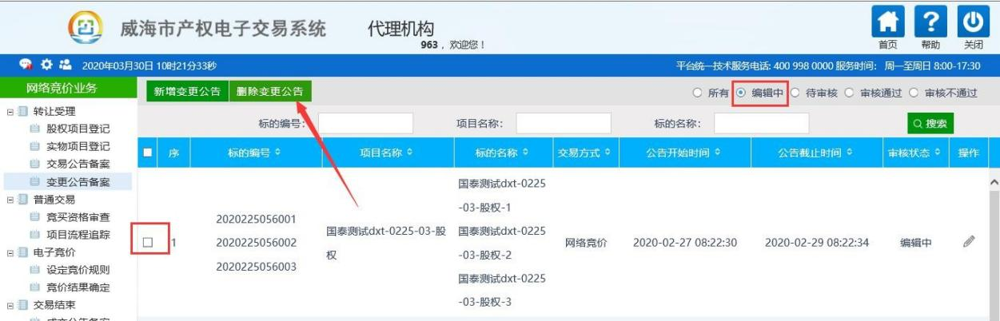 威海市产权电子交易系统
代理机构
963，欢迎您！
首页
帮助
关闭
2020年03月30日 10时21分33秒
平台统一技术服务电话: 400 998 0000 服务时间: 周一至周日 8:00-17:30
网络竞价业务
新增变更公告
删除变更公告
所有
编辑中
待审核
审核通过
审核不通过
转让受理
股权项目登记
实物项目登记
交易公告备案
变更公告备案
普通交易
竞买资格审查
项目流程追踪
电子竞价
设定竞价规则
竞价结果确定
交易结束
成交公告备案
标的编号:
项目名称:
标的名称:
搜索
序
标的编号
项目名称
标的名称
交易方式
公告开始时间
公告截止时间
审核状态
操作
1
2020225056001
2020225056002
2020225056003
国泰测试dxt-0225-03-股
权
国泰测试dxt-0225
-03-股权-1
国泰测试dxt-0225
-03-股权-2
国泰测试dxt-0225
-03-股权-3
网络竞价
2020-02-27 08:22:30
2020-02-29 08:22:34
编辑中